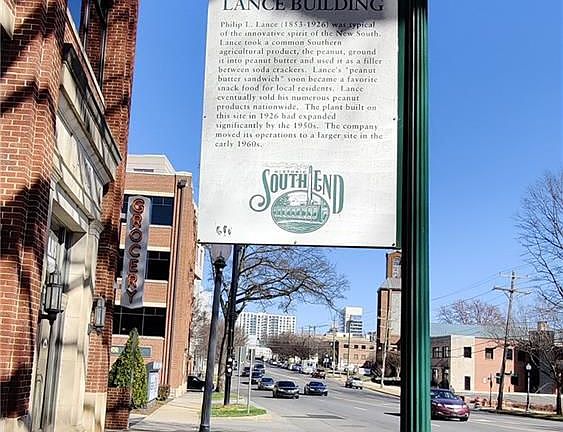 LANCE BUILDING
Philip L. Lance (1853-1926) was typical
of the innovative spirit of the New South.
Lance took a common Southern
agricultural product, the peanut, ground
it into peanut butter and used it as a filler
between soda crackers. Lance's "peanut
butter sandwich" soon became a favorite
snack food for local residents. Lance
eventually sold his numerous peanut
products nationwide. The plant built on
this site in 1926 had expanded
significantly by the 1950s. The company
moved its operations to a larger site in the
early 1960s.
HISTORIC
SOUTH END
GROCERY